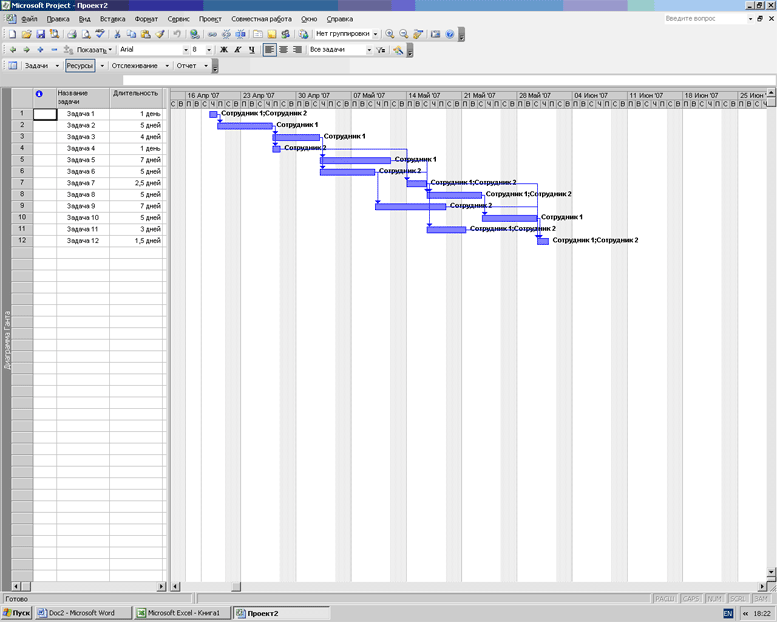 Microsoft Project - Проект2
Файл Правка Вид Вставка Формат Сервис Проект Совместная работа Окно Справка Введите вопрос
Показать Arial 8 Ж К Ч Все задачи Нет группировки
Задачи Ресурсы Отслеживание Отчет
Название задачи Длительность
16 Апр '07 23 Апр '07 30 Апр '07 07 Май '07 14 Май '07 21 Май '07 28 Май '07 04 Июн '07 11 Июн '07 18 Июн '07 25 Июн '07
1 Задача 1 1 день Сотрудник 1;Сотрудник 2
2 Задача 2 5 дней Сотрудник 1
3 Задача 3 4 дней Сотрудник 1
4 Задача 4 1 день Сотрудник 2
5 Задача 5 7 дней Сотрудник 1
6 Задача 6 5 дней Сотрудник 2
7 Задача 7 2,5 дней Сотрудник 1;Сотрудник 2
8 Задача 8 5 дней Сотрудник 1;Сотрудник 2
9 Задача 9 7 дней Сотрудник 2
10 Задача 10 5 дней Сотрудник 1
11 Задача 11 3 дней Сотрудник 1;Сотрудник 2
12 Задача 12 1,5 дней Сотрудник 1;Сотрудник 2
Диаграмма Ганта
Готово РАСШ CAPS NUM SCRL ЗАМ
Пуск Doc2 - Microsoft Word Microsoft Excel - Книга1 Проект2 EN 18:22